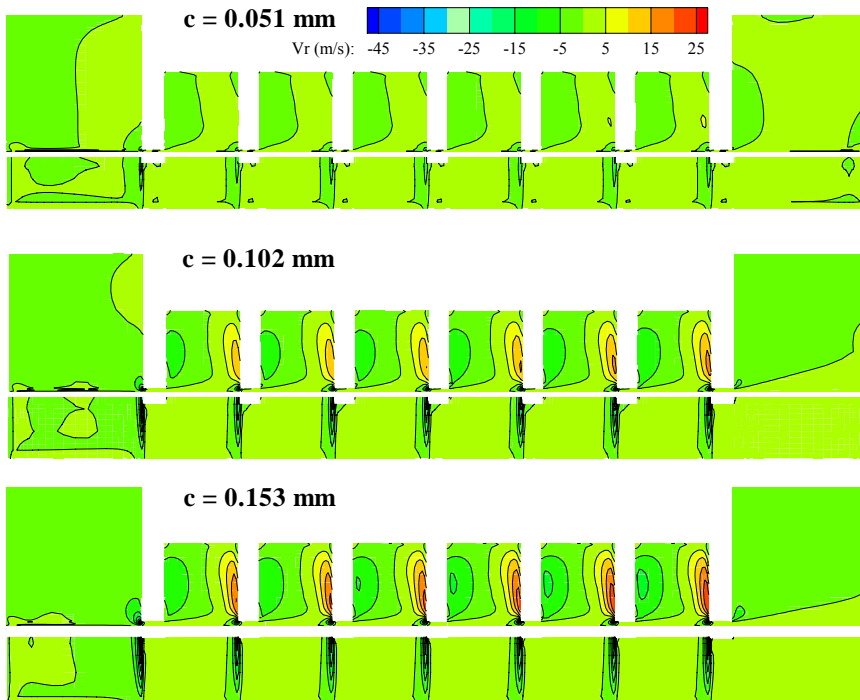 c = 0.051 mm
Vr (m/s): -45 -35 -25 -15 -5 5 15 25
c = 0.102 mm
c = 0.153 mm